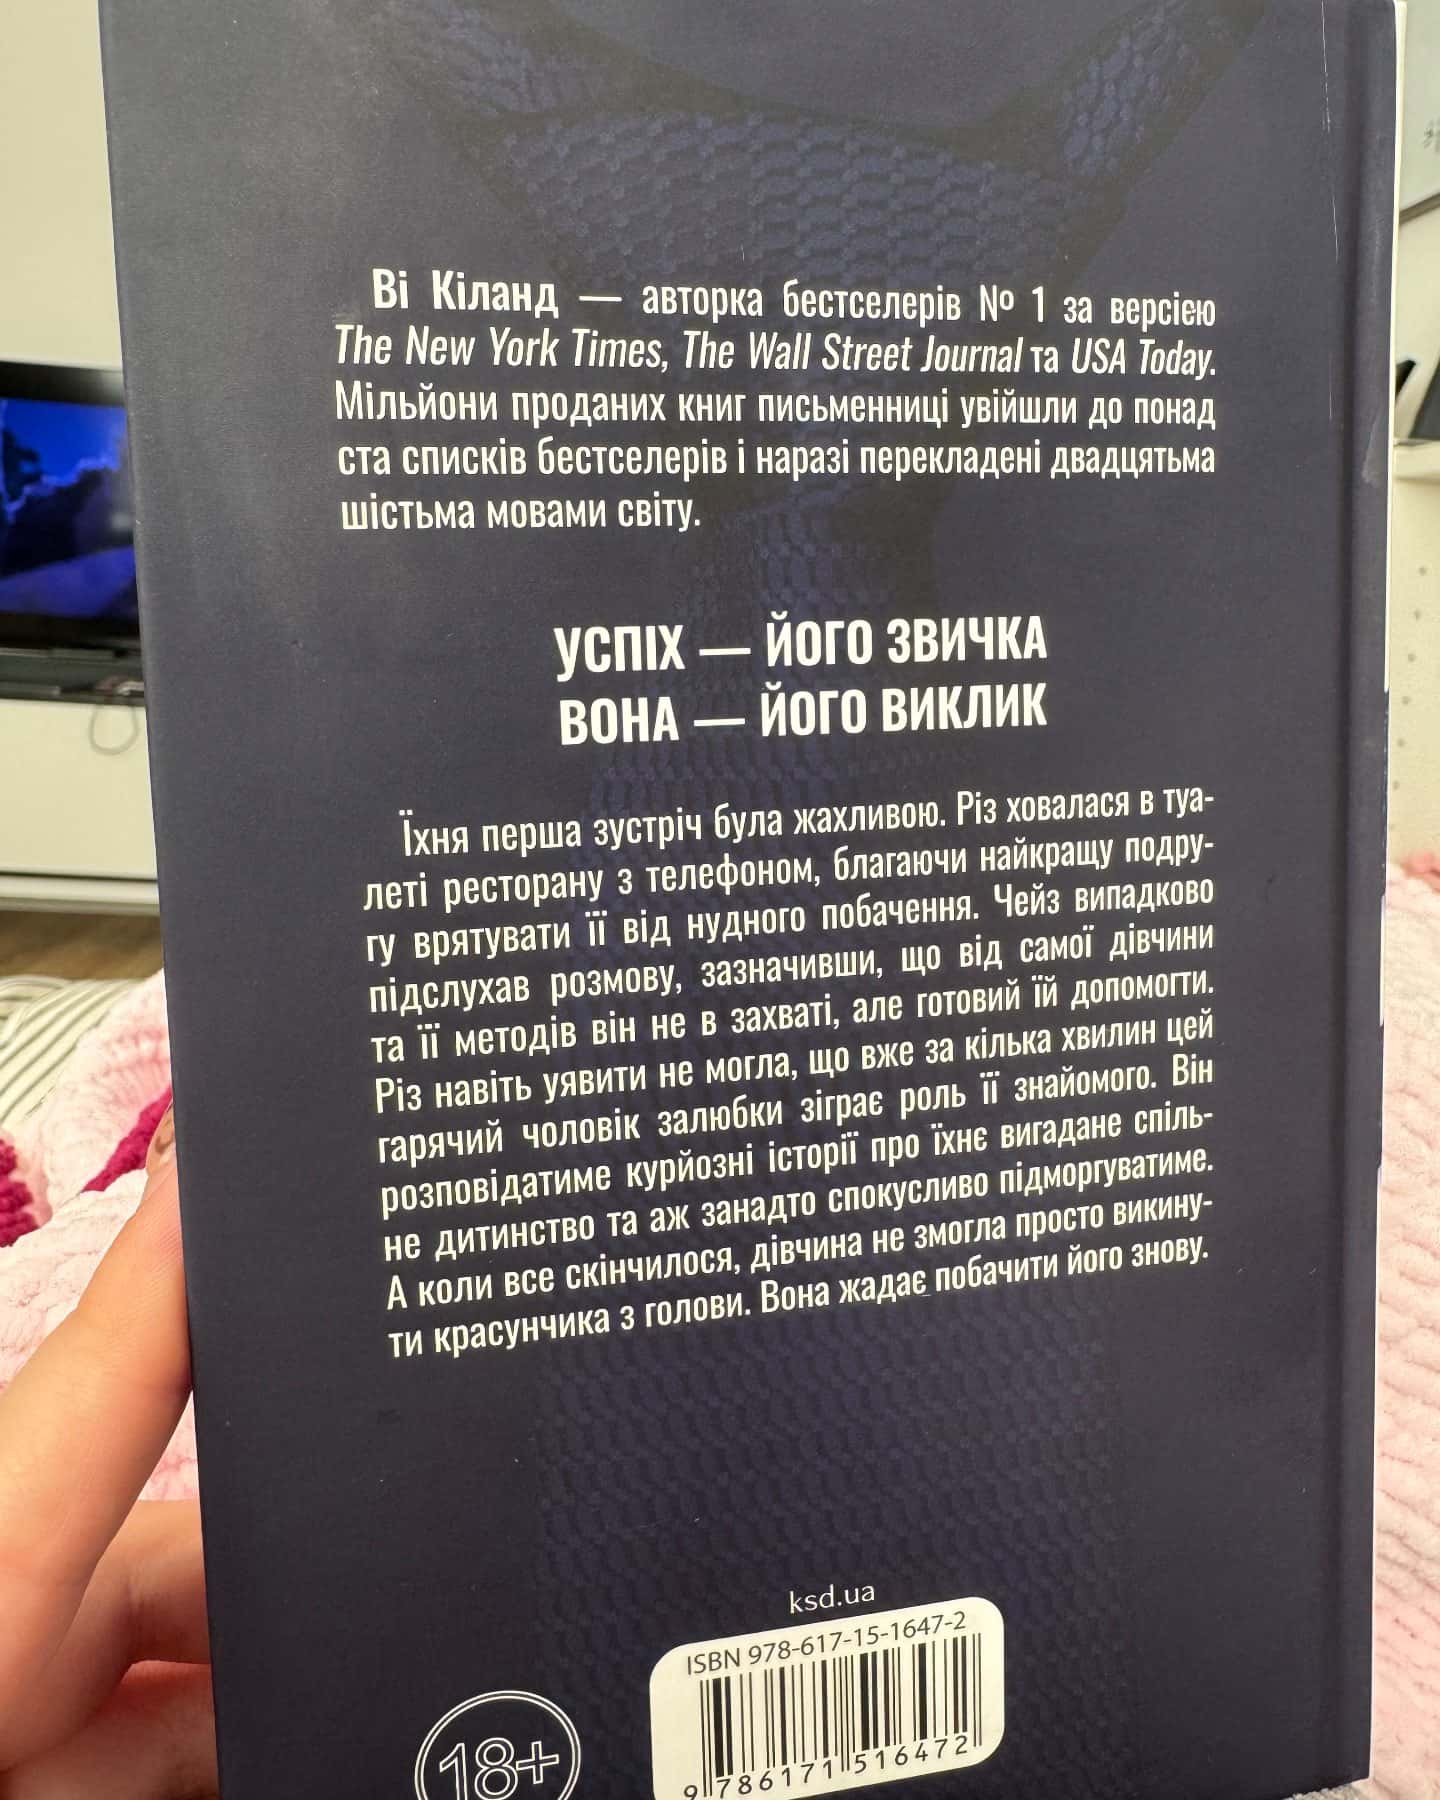 Ві Кіланд — авторка бестселерів № 1 за версією
The New York Times, The Wall Street Journal та USA Today.
Мільйони проданих книг письменниці увійшли до понад
ста списків бестселерів і наразі перекладені двадцятьма
шістьма мовами світу.
УСПІХ — ЙОГО ЗВИЧКА
ВОНА — ЙОГО ВИКЛИК
Їхня перша зустріч була жахливою. Різ ховалася в туа-
леті ресторану з телефоном, благаючи найкращу подру-
гу врятувати її від нудного побачення. Чейз випадково
підслухав розмову, зазначивши, що від самої дівчини
та її методів він не в захваті, але готовий їй допомогти.
Різ навіть уявити не могла, що вже за кілька хвилин цей
гарячий чоловік залюбки зіграє роль її знайомого. Він
розповідатиме курйозні історії про їхнє вигадане спіль-
не дитинство та аж занадто спокусливо підморгуватиме.
А коли все скінчилося, дівчина не змогла просто викину-
ти красунчика з голови. Вона жадає побачити його знову.
ksd.ua
ISBN 978-617-15-1647-2
9 786171 516472
18+